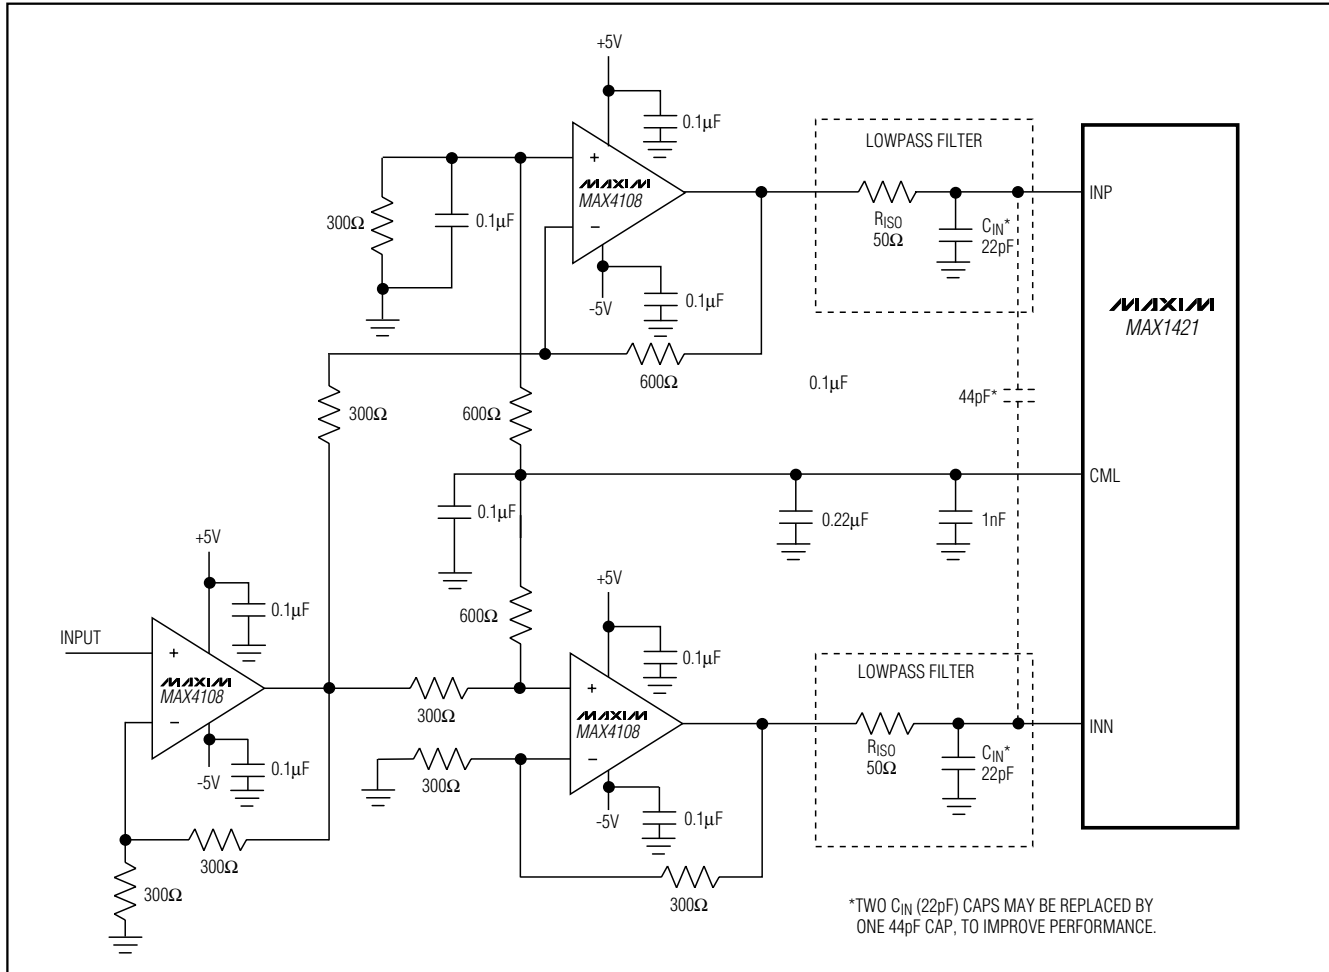 +5V
0.1µF
LOWPASS FILTER
+
MAXIM
MAX4108
−
300Ω
0.1µF
-5V
0.1µF
RISO
50Ω
CIN*
22pF
INP
MAXIM
MAX1421
600Ω
0.1µF
44pF*
300Ω
600Ω
CML
0.1µF
0.22µF
1nF
+5V
0.1µF
600Ω
+5V
0.1µF
INPUT
+
MAXIM
MAX4108
−
-5V
0.1µF
300Ω
+
MAXIM
MAX4108
−
300Ω
-5V
0.1µF
LOWPASS FILTER
RISO
50Ω
CIN*
22pF
INN
300Ω
300Ω
300Ω
*TWO CIN (22pF) CAPS MAY BE REPLACED BY
ONE 44pF CAP, TO IMPROVE PERFORMANCE.